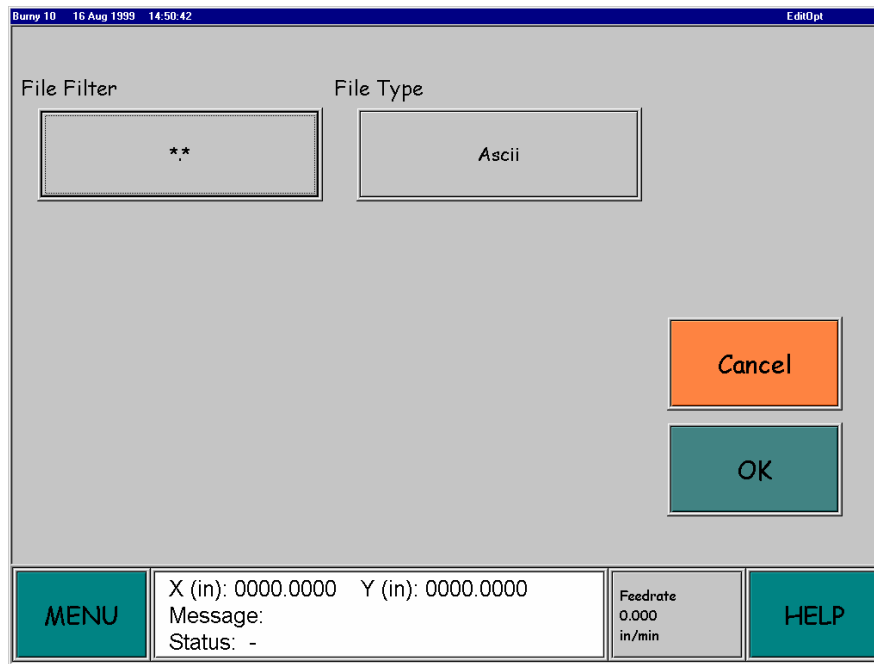 Burny 10 16 Aug 1999 14:50:42 EditOpt
File Filter File Type
*.* Ascii
Cancel
OK
MENU
X (in): 0000.0000 Y (in): 0000.0000
Message:
Status: -
Feedrate
0.000
in/min
HELP